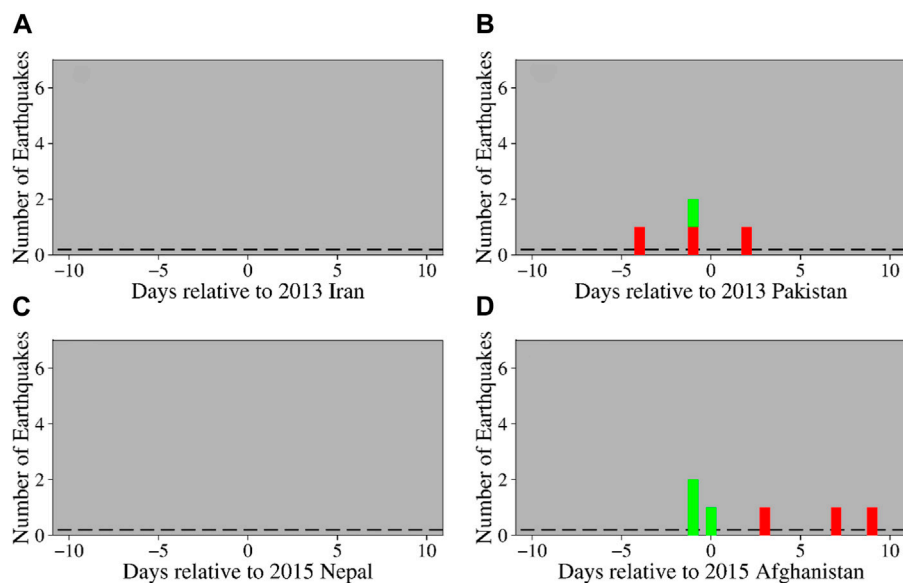 A
Number of Earthquakes
6
4
2
0
−10 −5 0 5 10
Days relative to 2013 Iran
B
Number of Earthquakes
6
4
2
0
−10 −5 0 5 10
Days relative to 2013 Pakistan
C
Number of Earthquakes
6
4
2
0
−10 −5 0 5 10
Days relative to 2015 Nepal
D
Number of Earthquakes
6
4
2
0
−10 −5 0 5 10
Days relative to 2015 Afghanistan